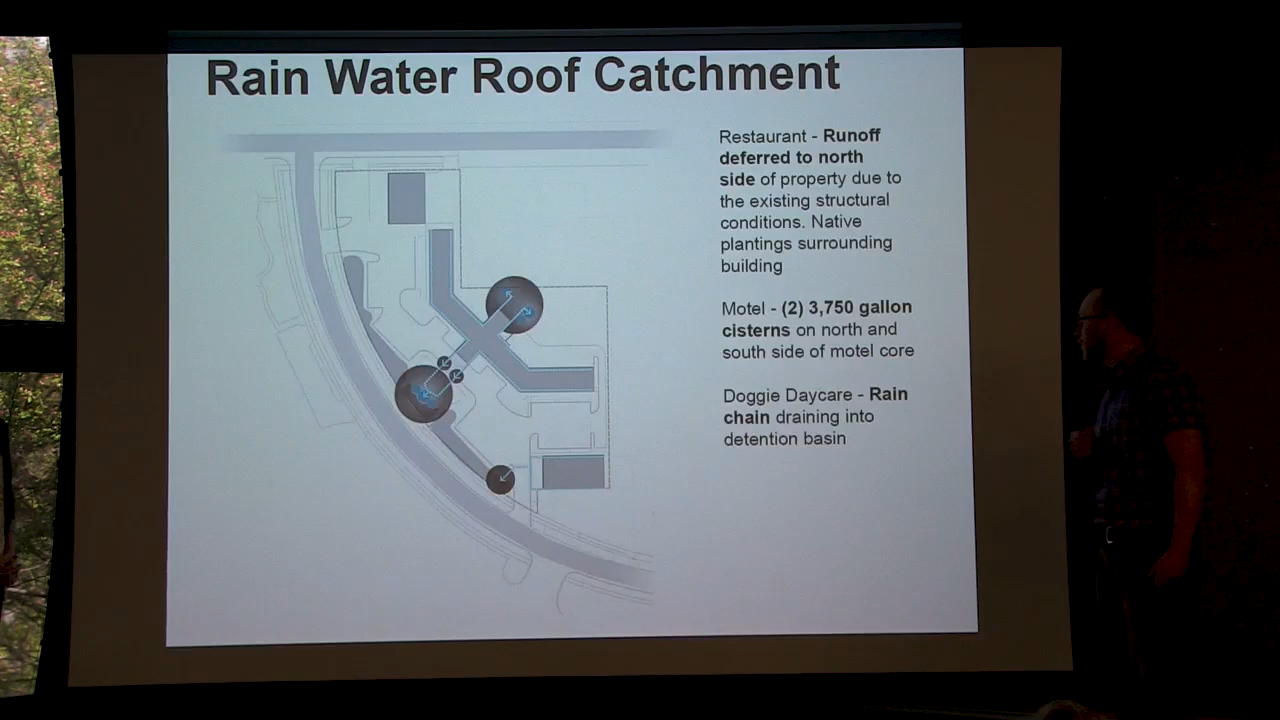 Rain Water Roof Catchment
Restaurant - Runoff
deferred to north
side of property due to
the existing structural
conditions. Native
plantings surrounding
building
Motel - (2) 3,750 gallon
cisterns on north and
south side of motel core
Doggie Daycare - Rain
chain draining into
detention basin